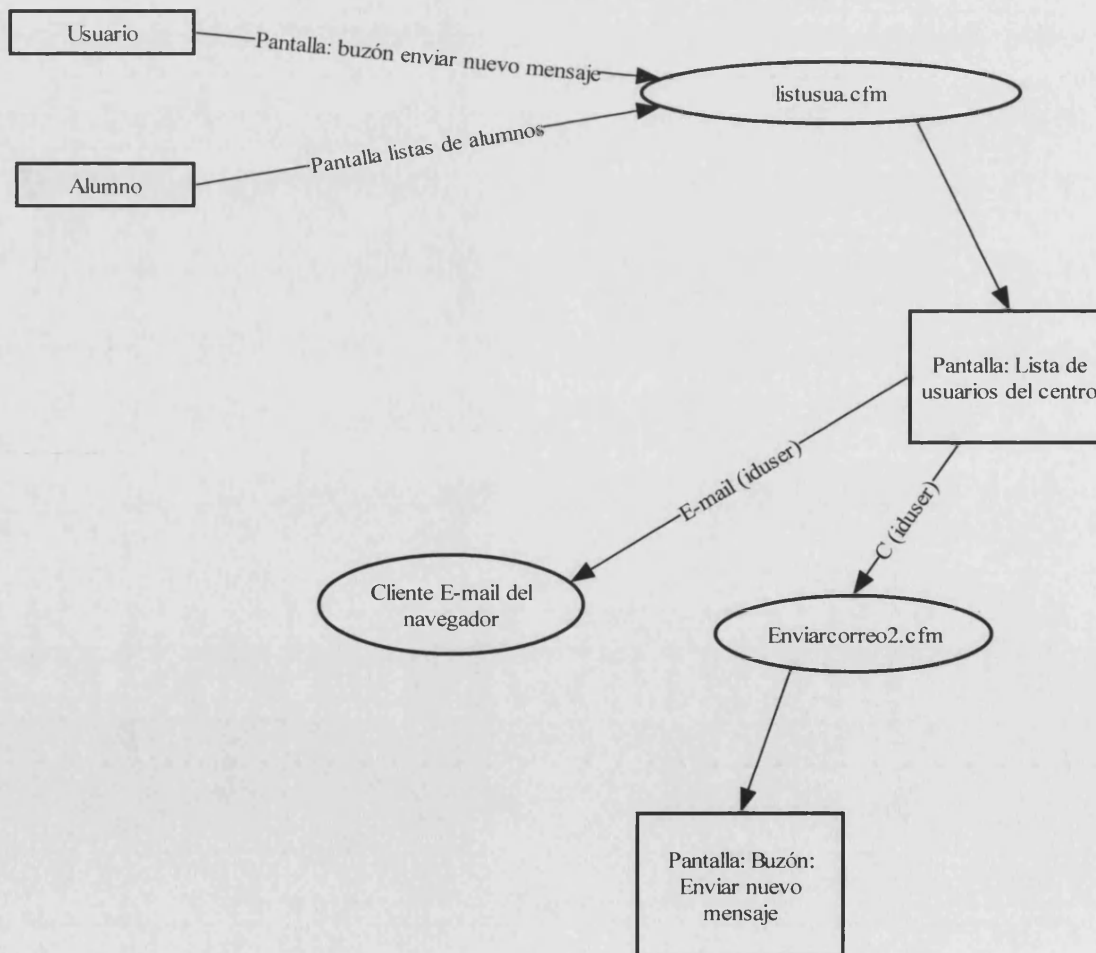 Usuario
Pantalla: buzón enviar nuevo mensaje
listusua.cfm
Pantalla listas de alumnos
Alumno
Pantalla: Lista de
usuarios del centro
E-mail (iduser)
C (iduser)
Cliente E-mail del
navegador
Enviarcorreo2.cfm
Pantalla: Buzón:
Enviar nuevo
mensaje